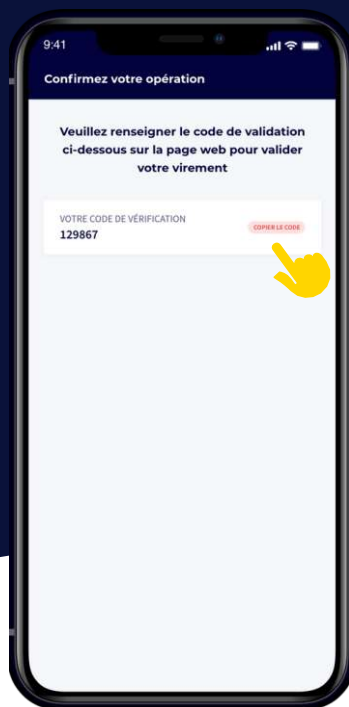 9:41
Confirmez votre opération
Veuillez renseigner le code de validation
ci-dessous sur la page web pour valider
votre virement
VOTRE CODE DE VÉRIFICATION
129867
COPIER LE CODE